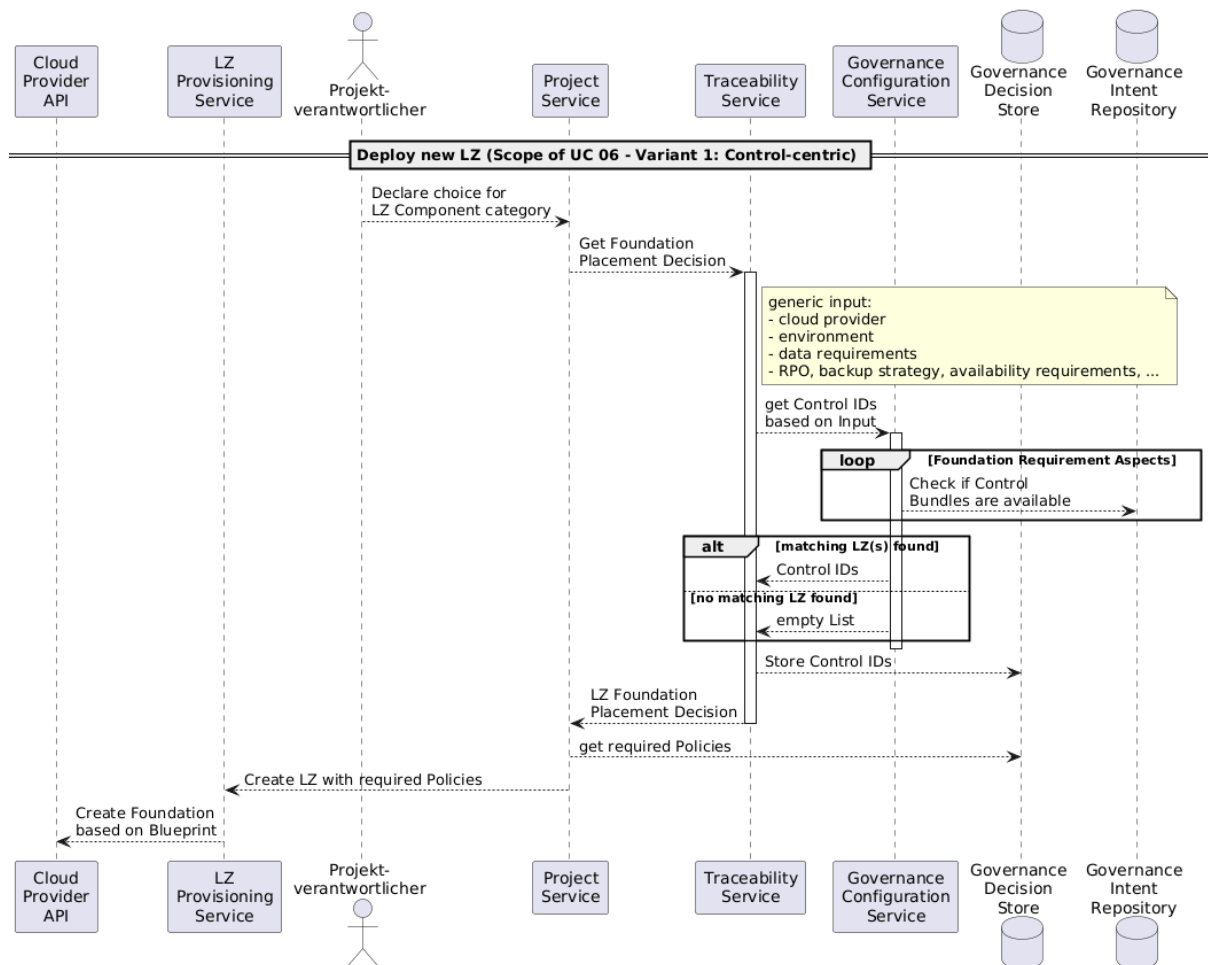 Cloud
Provider
API
LZ
Provisioning
Service
Projekt-
verantwortlicher
Project
Service
Traceability
Service
Governance
Configuration
Service
Governance
Decision
Store
Governance
Intent
Repository
Deploy new LZ (Scope of UC 06 - Variant 1: Control-centric)
Declare choice for
LZ Component category
Get Foundation
Placement Decision
generic input:
- cloud provider
- environment
- data requirements
- RPO, backup strategy, availability requirements, ...
get Control IDs
based on Input
loop [Foundation Requirement Aspects]
Check if Control
Bundles are available
alt [matching LZ(s) found]
Control IDs
[no matching LZ found]
empty List
Store Control IDs
LZ Foundation
Placement Decision
get required Policies
Create LZ with required Policies
Create Foundation
based on Blueprint
Cloud
Provider
API
LZ
Provisioning
Service
Projekt-
verantwortlicher
Project
Service
Traceability
Service
Governance
Configuration
Service
Governance
Decision
Store
Governance
Intent
Repository